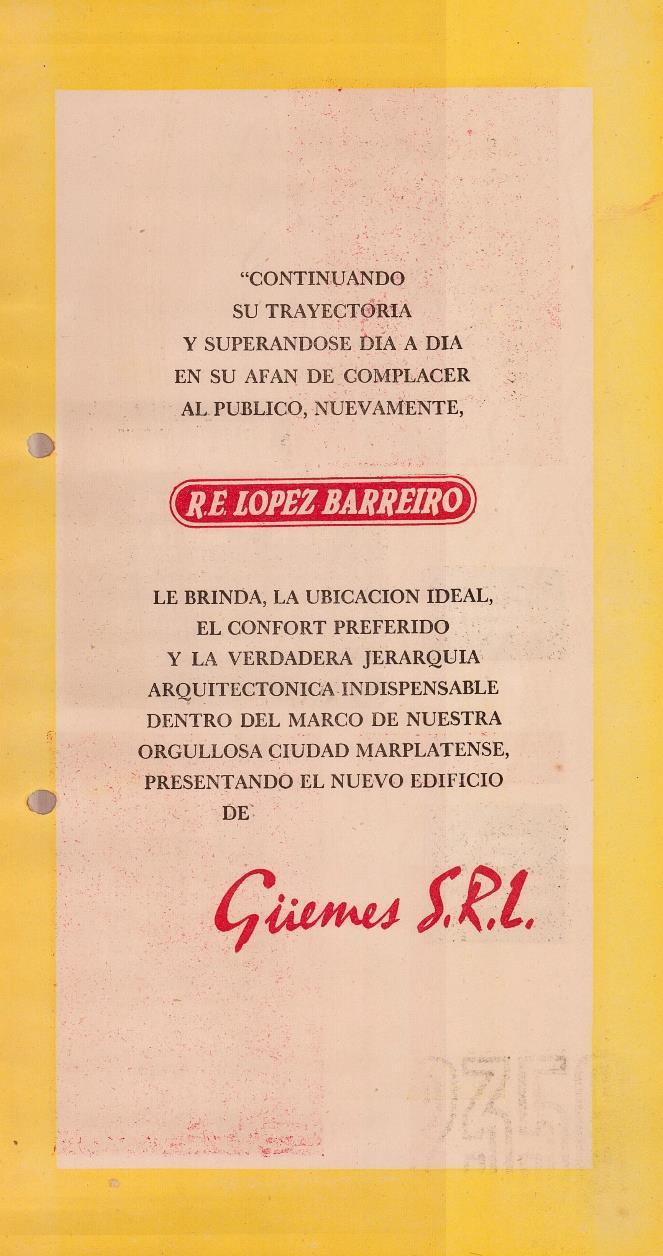 “CONTINUANDO
SU TRAYECTORIA
Y SUPERANDOSE DIA A DIA
EN SU AFAN DE COMPLACER
AL PUBLICO, NUEVAMENTE,
R.E. LOPEZ BARREIRO
LE BRINDA, LA UBICACION IDEAL,
EL CONFORT PREFERIDO
Y LA VERDADERA JERARQUIA
ARQUITECTONICA INDISPENSABLE
DENTRO DEL MARCO DE NUESTRA
ORGULLOSA CIUDAD MARPLATENSE,
PRESENTANDO EL NUEVO EDIFICIO
DE
Güemes S.R.L.